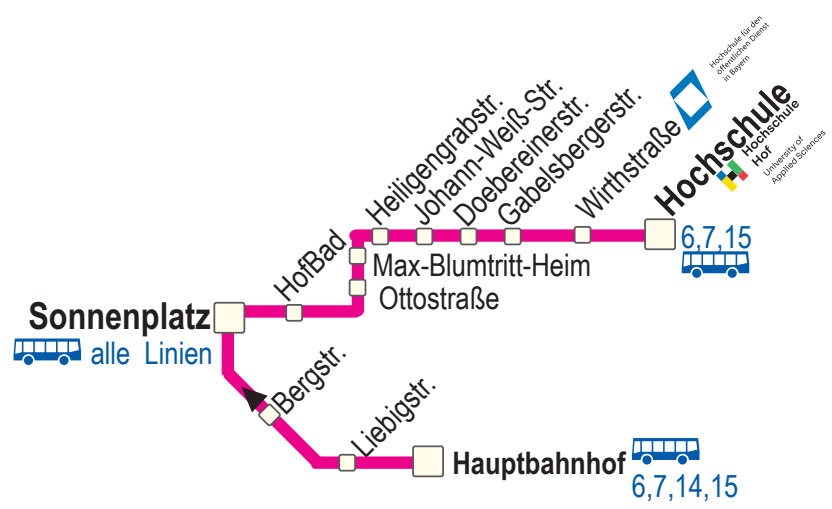 Hochschule für den
öffentlichen Dienst
in Bayern
Hochschule
Hochschule
Hof
University of
Applied Sciences
Heiligengrabstr.
Johann-Weiß-Str.
Doebereinerstr.
Gabelsbergerstr.
Wirthstraße
6,7,15
HofBad
Max-Blumtritt-Heim
Ottostraße
Sonnenplatz
alle Linien
Bergstr.
Liebigstr.
Hauptbahnhof
6,7,14,15